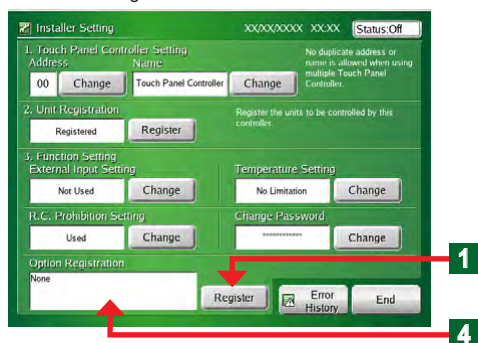 Installer Setting XX/XX/XXXX XX:XX Status:Off
1. Touch Panel Controller Setting
Address Name
00 Change Touch Panel Controller Change
No duplicate address or
name is allowed when using
multiple Touch Panel
Controller.
2. Unit Registration
Registered Register
Register the units to be controlled by this
controller.
3. Function Setting
External Input Setting Temperature Setting
Not Used Change No Limitation Change
R.C. Prohibition Setting Change Password
Used Change ************ Change
Option Registration
None
Register Error
History End
1
4